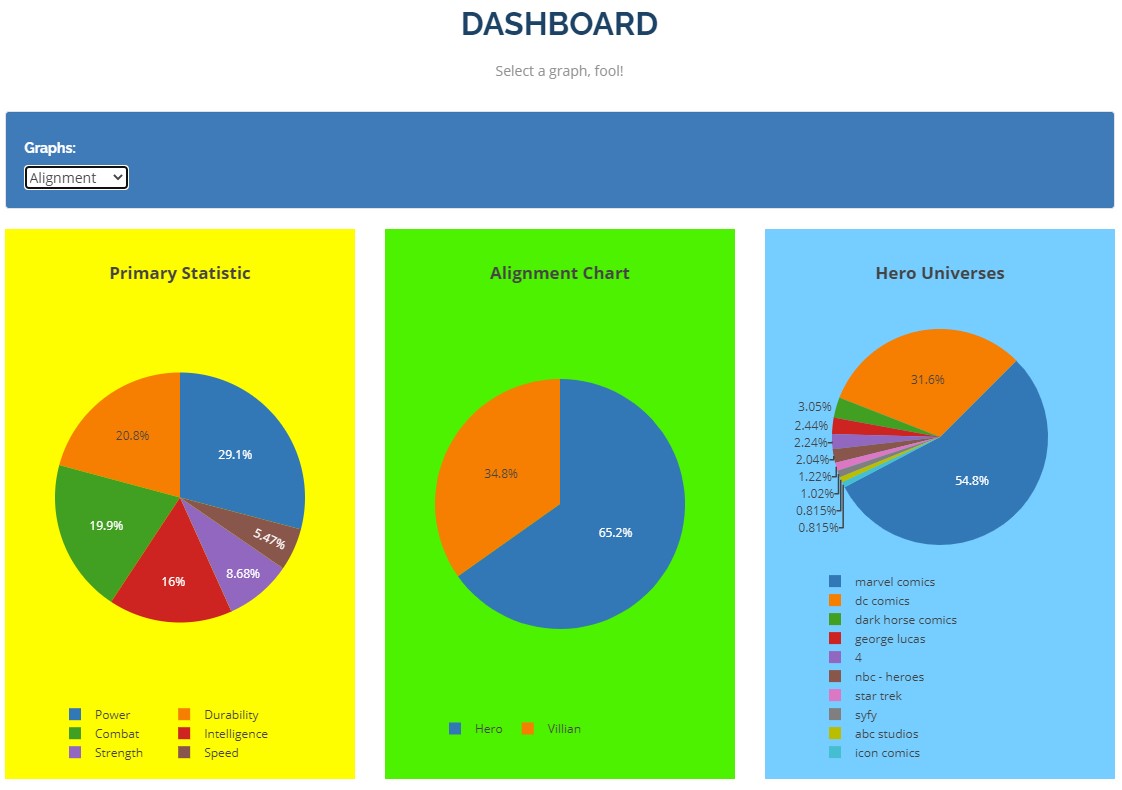 DASHBOARD
Select a graph, fool!
Graphs:
Alignment
Primary Statistic
20.8%
29.1%
19.9%
5.47%
8.68%
16%
Power
Durability
Combat
Intelligence
Strength
Speed
Alignment Chart
34.8%
65.2%
Hero
Villian
Hero Universes
31.6%
3.05%
2.44%
2.24%
2.04%
1.22%
1.02%
0.815%
0.815%
54.8%
marvel comics
dc comics
dark horse comics
george lucas
4
nbc - heroes
star trek
syfy
abc studios
icon comics